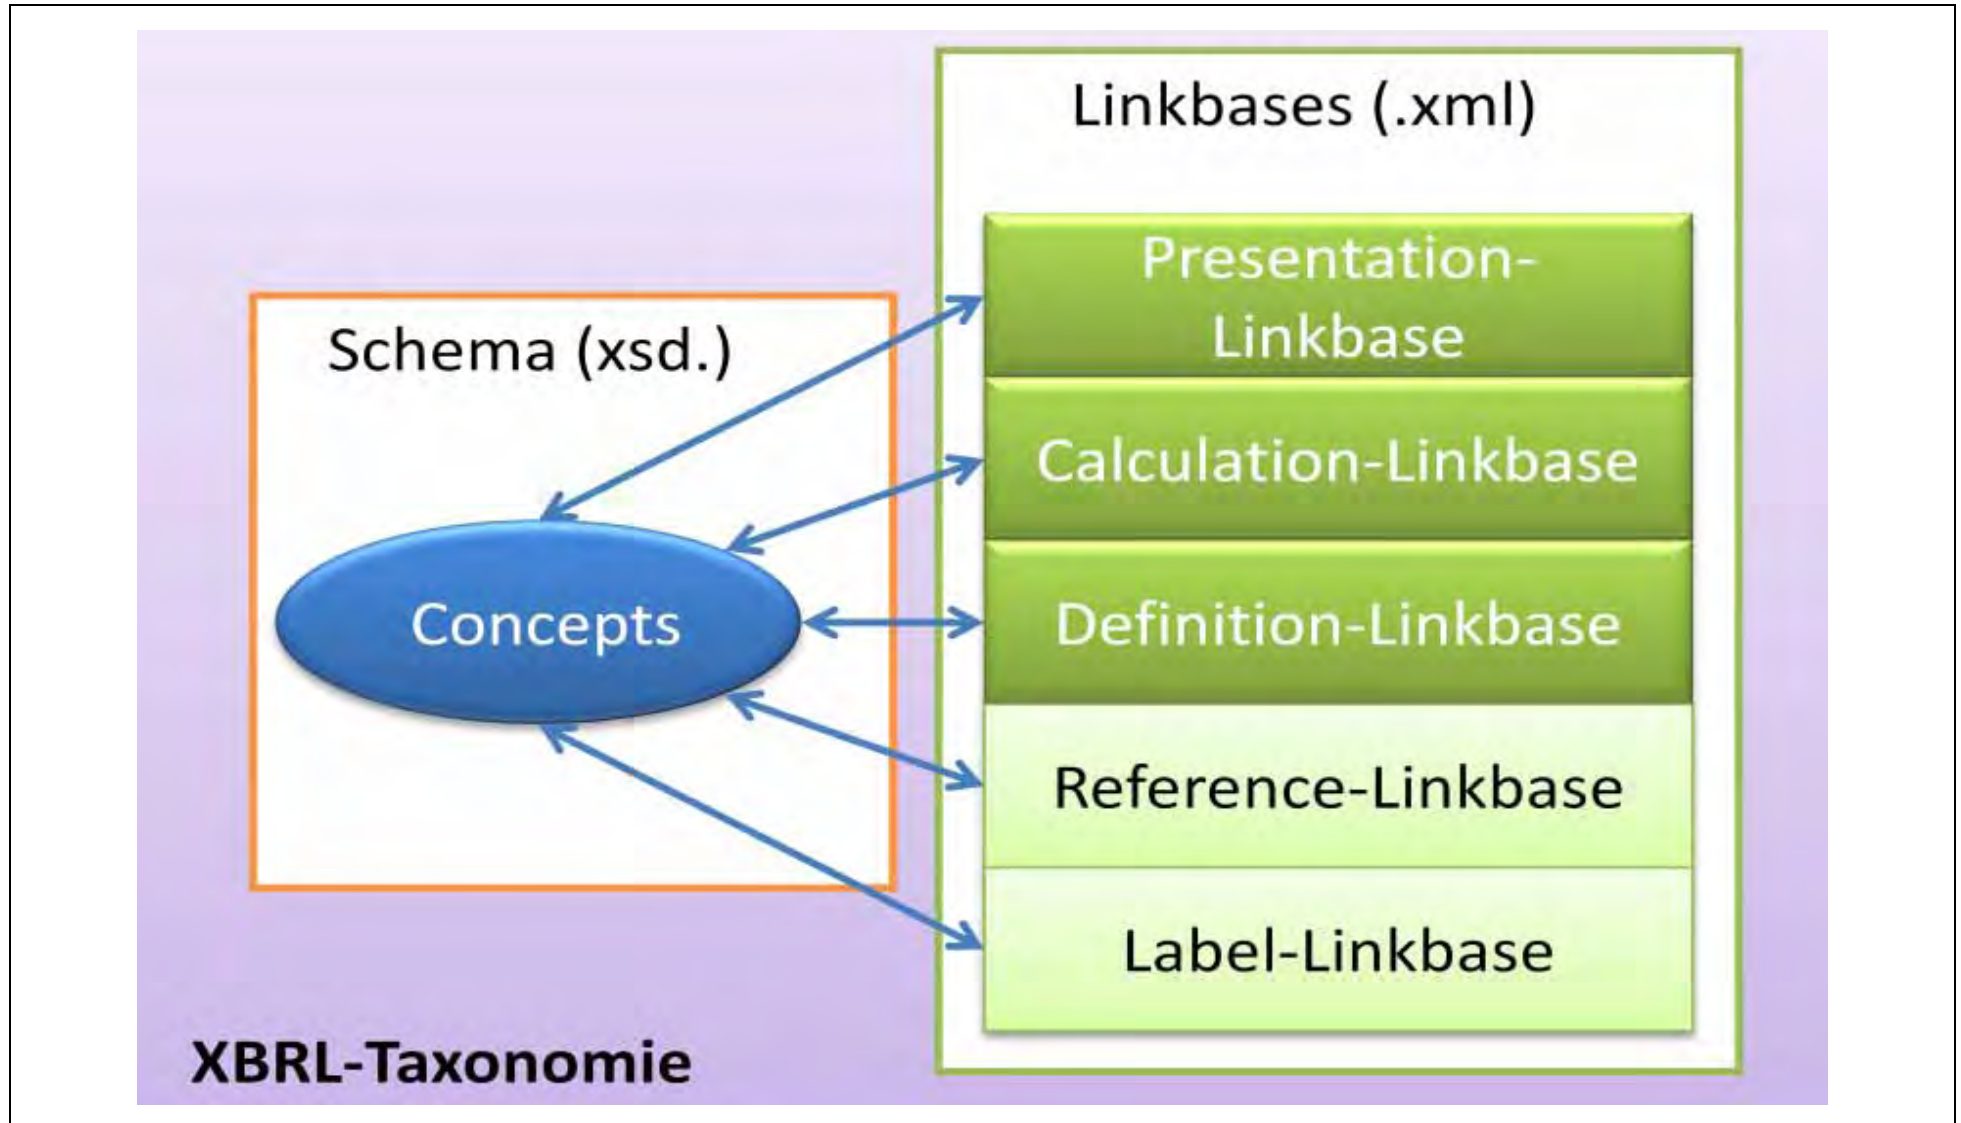 Linkbases (.xml)
Presentation-
Linkbase
Schema (xsd.)
Calculation-Linkbase
Concepts
Definition-Linkbase
Reference-Linkbase
Label-Linkbase
XBRL-Taxonomie